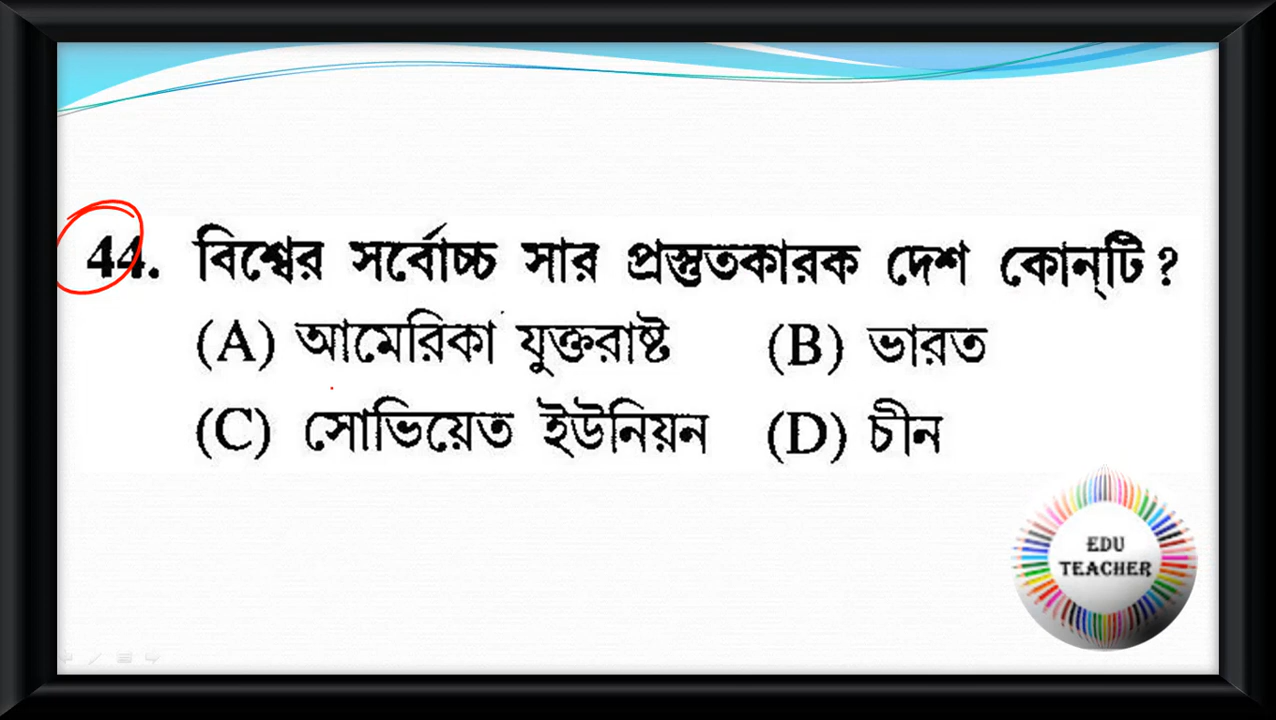 44. বিশ্বের সর্বোচ্চ সার প্রস্তুতকারক দেশ কোন্‌টি ?
(A) আমেরিকা যুক্তরাষ্ট (B) ভারত
(C) সোভিয়েত ইউনিয়ন (D) চীন
EDU
TEACHER